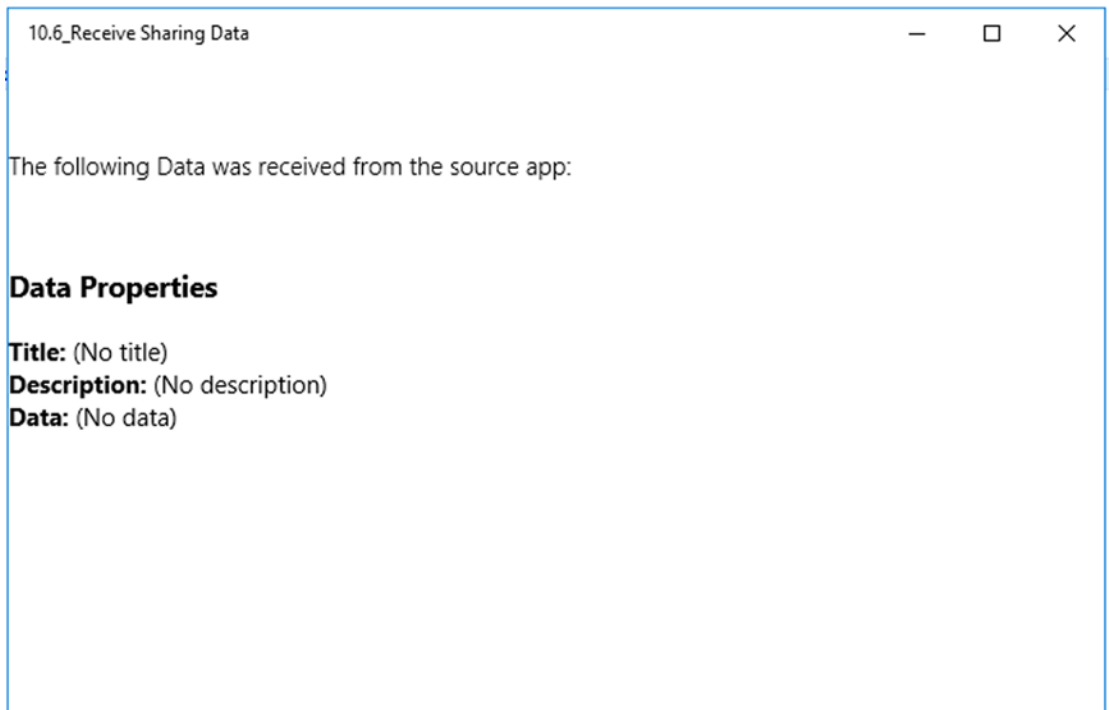 10.6_Receive Sharing Data
The following Data was received from the source app:
Data Properties
Title: (No title)
Description: (No description)
Data: (No data)